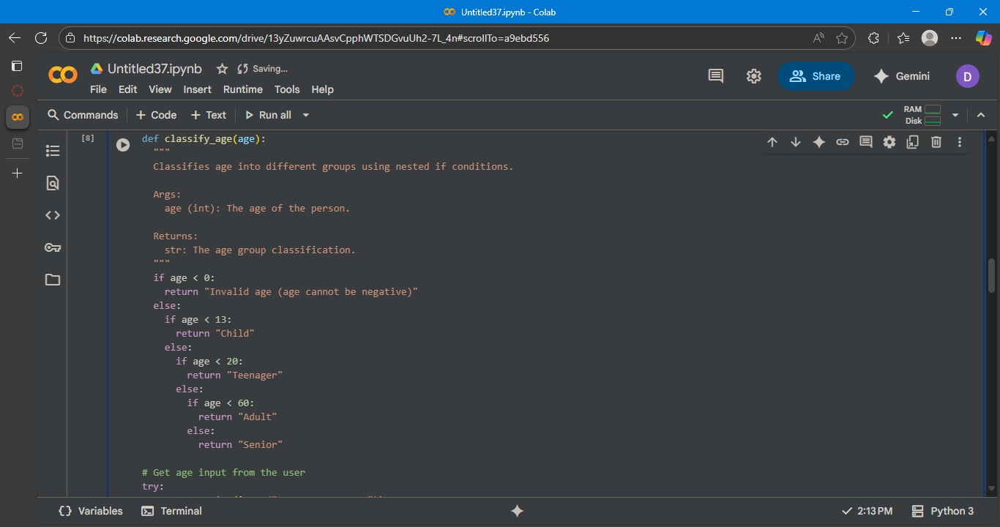 Untitled37.ipynb - Colab
https://colab.research.google.com/drive/13yZuwrcuAAsvCpphWTSDGvuUh2-7L_4n#scrollTo=a9ebd556
Untitled37.ipynb
Saving...
File Edit View Insert Runtime Tools Help
Share
Gemini
D
Commands + Code + Text Run all
RAM
Disk
[8]
def classify_age(age):
"""
Classifies age into different groups using nested if conditions.
Args:
age (int): The age of the person.
Returns:
str: The age group classification.
"""
if age < 0:
return "Invalid age (age cannot be negative)"
else:
if age < 13:
return "Child"
else:
if age < 20:
return "Teenager"
else:
if age < 60:
return "Adult"
else:
return "Senior"
# Get age input from the user
try:
Variables Terminal
2:13 PM Python 3